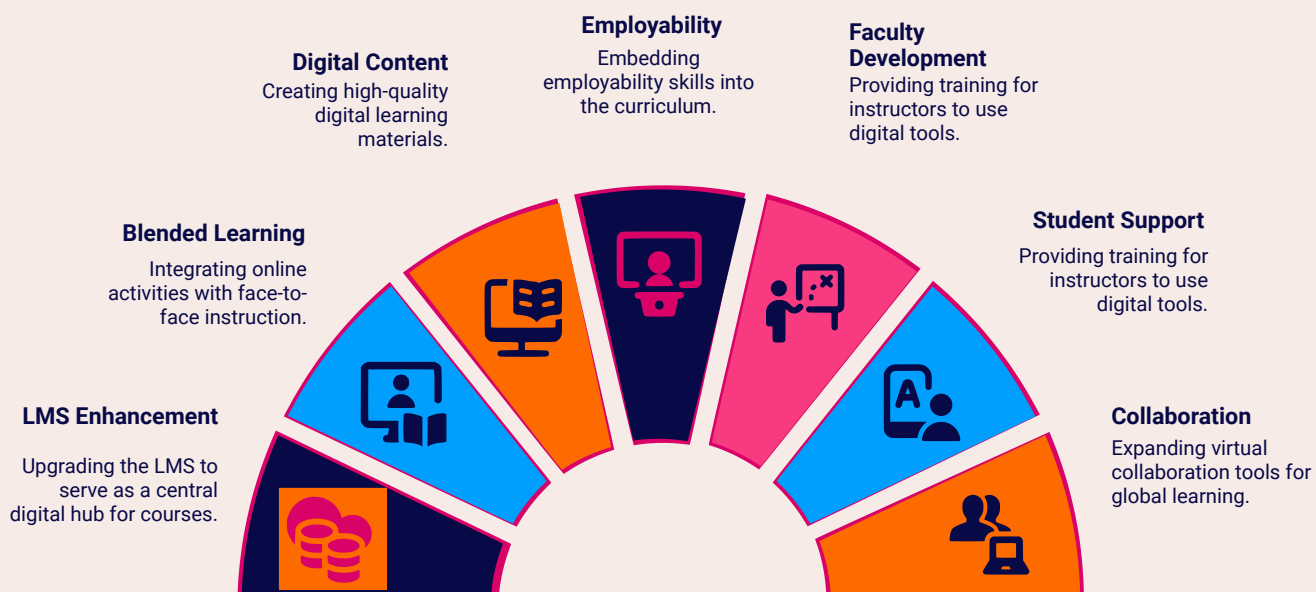 LMS Enhancement
Upgrading the LMS to
serve as a central
digital hub for courses.
Blended Learning
Integrating online
activities with face-to-
face instruction.
Digital Content
Creating high-quality
digital learning
materials.
Employability
Embedding
employability skills into
the curriculum.
Faculty
Development
Providing training for
instructors to use
digital tools.
Student Support
Providing training for
instructors to use
digital tools.
Collaboration
Expanding virtual
collaboration tools for
global learning.
A